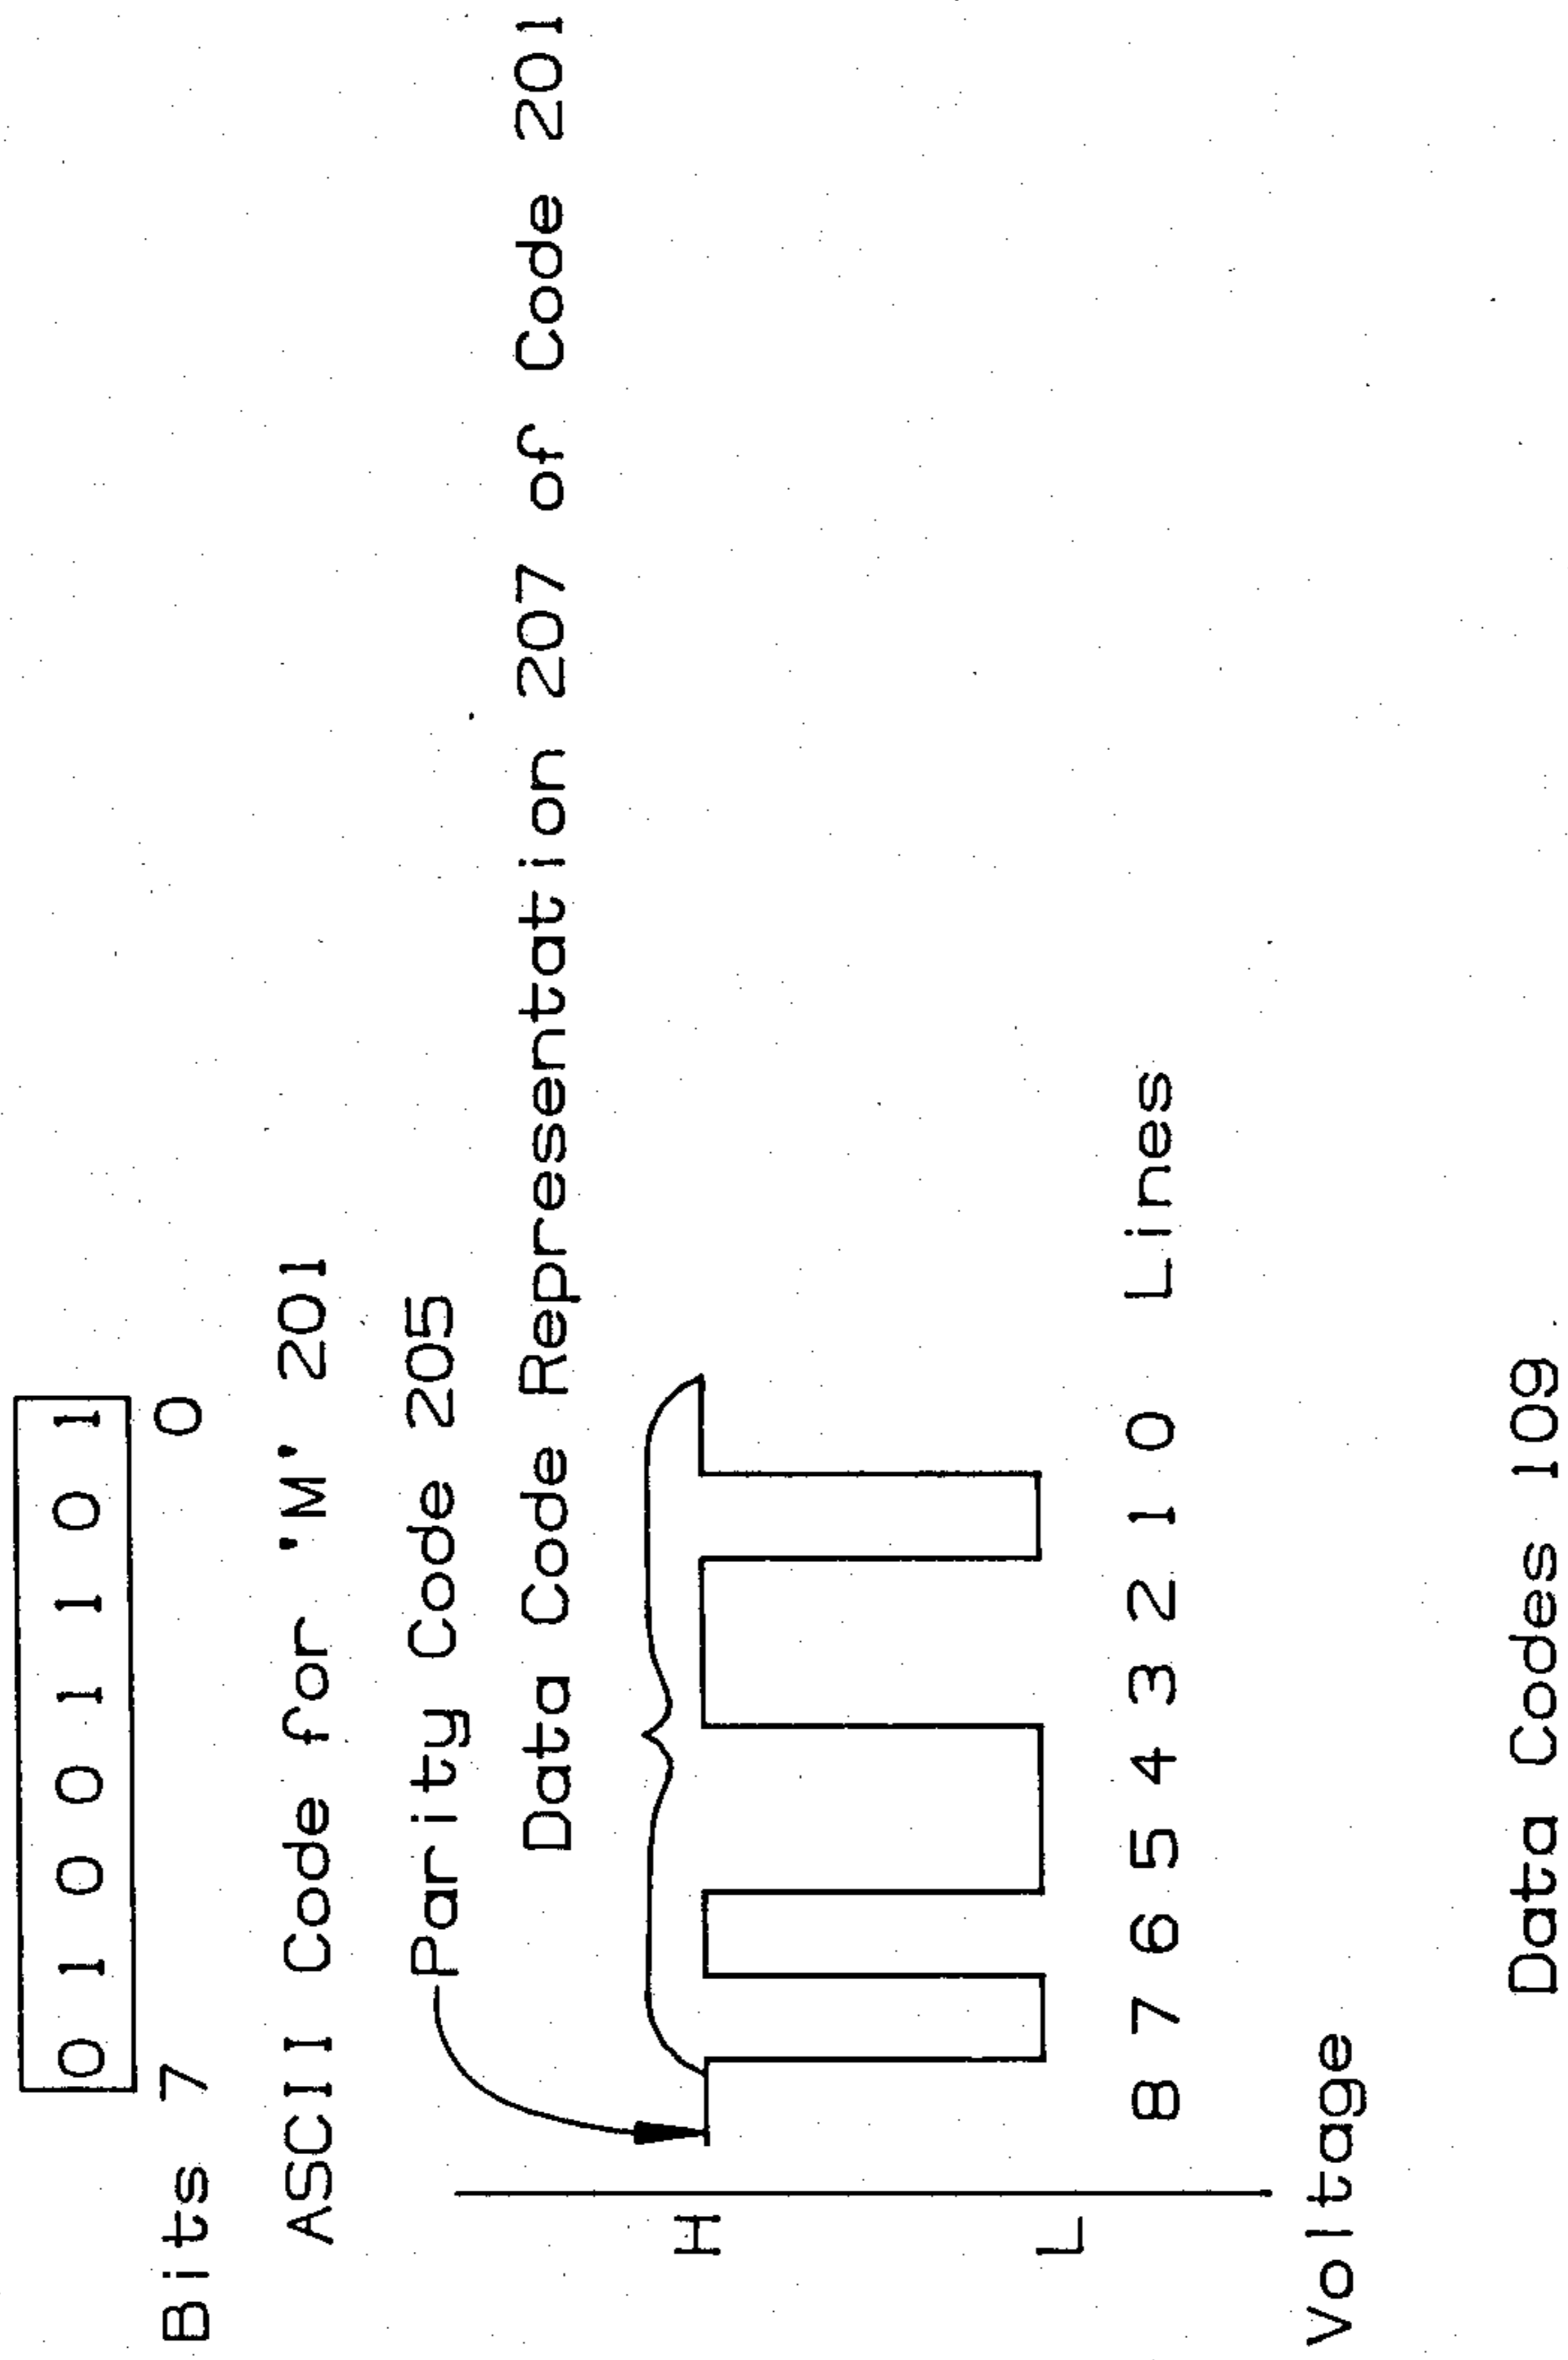 0 1 0 0 1 1 0 1
Bits 7 0
ASCII Code for 'M' 201
Parity Code 205
Data Code Representation 207 of Code 201
H
L
8 7 6 5 4 3 2 1 0 Lines
Voltage
Data Codes 109